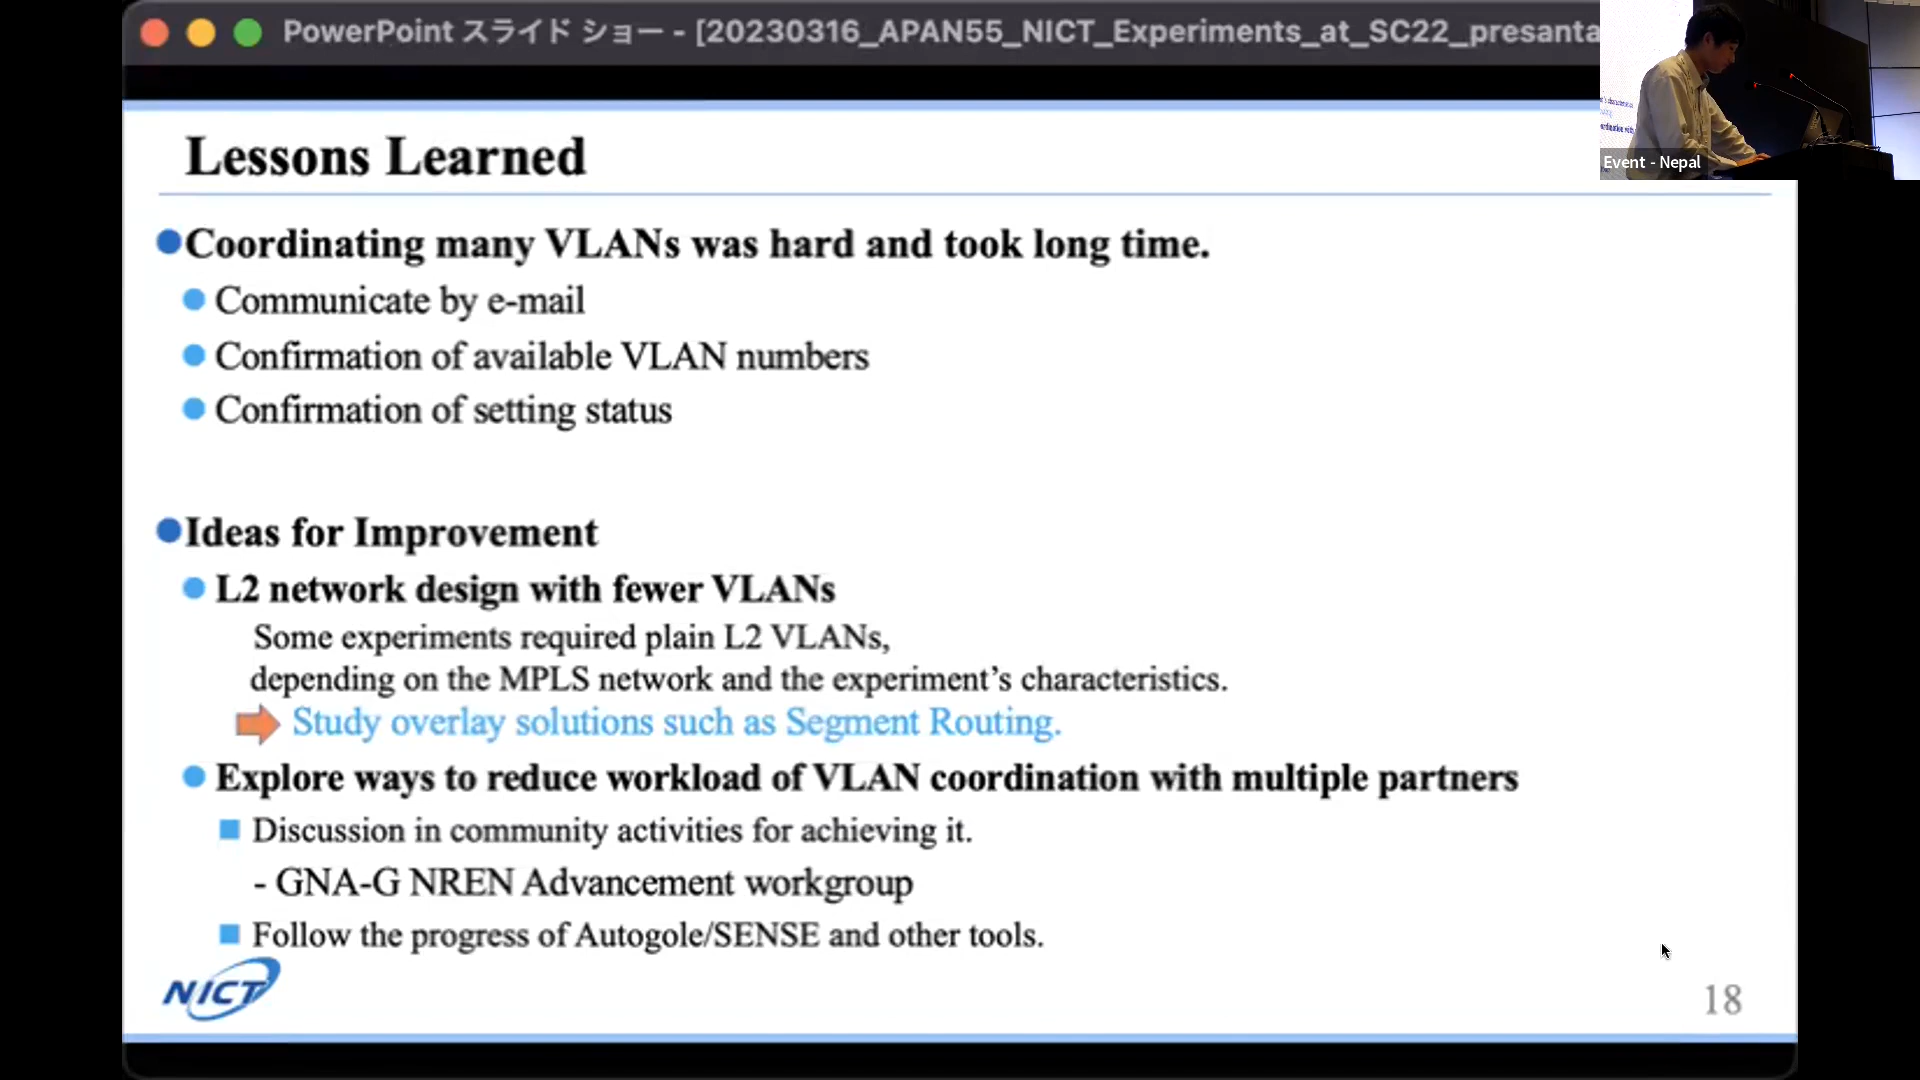 PowerPoint スライド ショー - [20230316_APAN55_NICT_Experiments_at_SC22_presanta
Event - Nepal
Lessons Learned
Coordinating many VLANs was hard and took long time.
Communicate by e-mail
Confirmation of available VLAN numbers
Confirmation of setting status
Ideas for Improvement
L2 network design with fewer VLANs
Some experiments required plain L2 VLANs,
depending on the MPLS network and the experiment’s characteristics.
Study overlay solutions such as Segment Routing.
Explore ways to reduce workload of VLAN coordination with multiple partners
Discussion in community activities for achieving it.
- GNA-G NREN Advancement workgroup
Follow the progress of Autogole/SENSE and other tools.
NICT
18